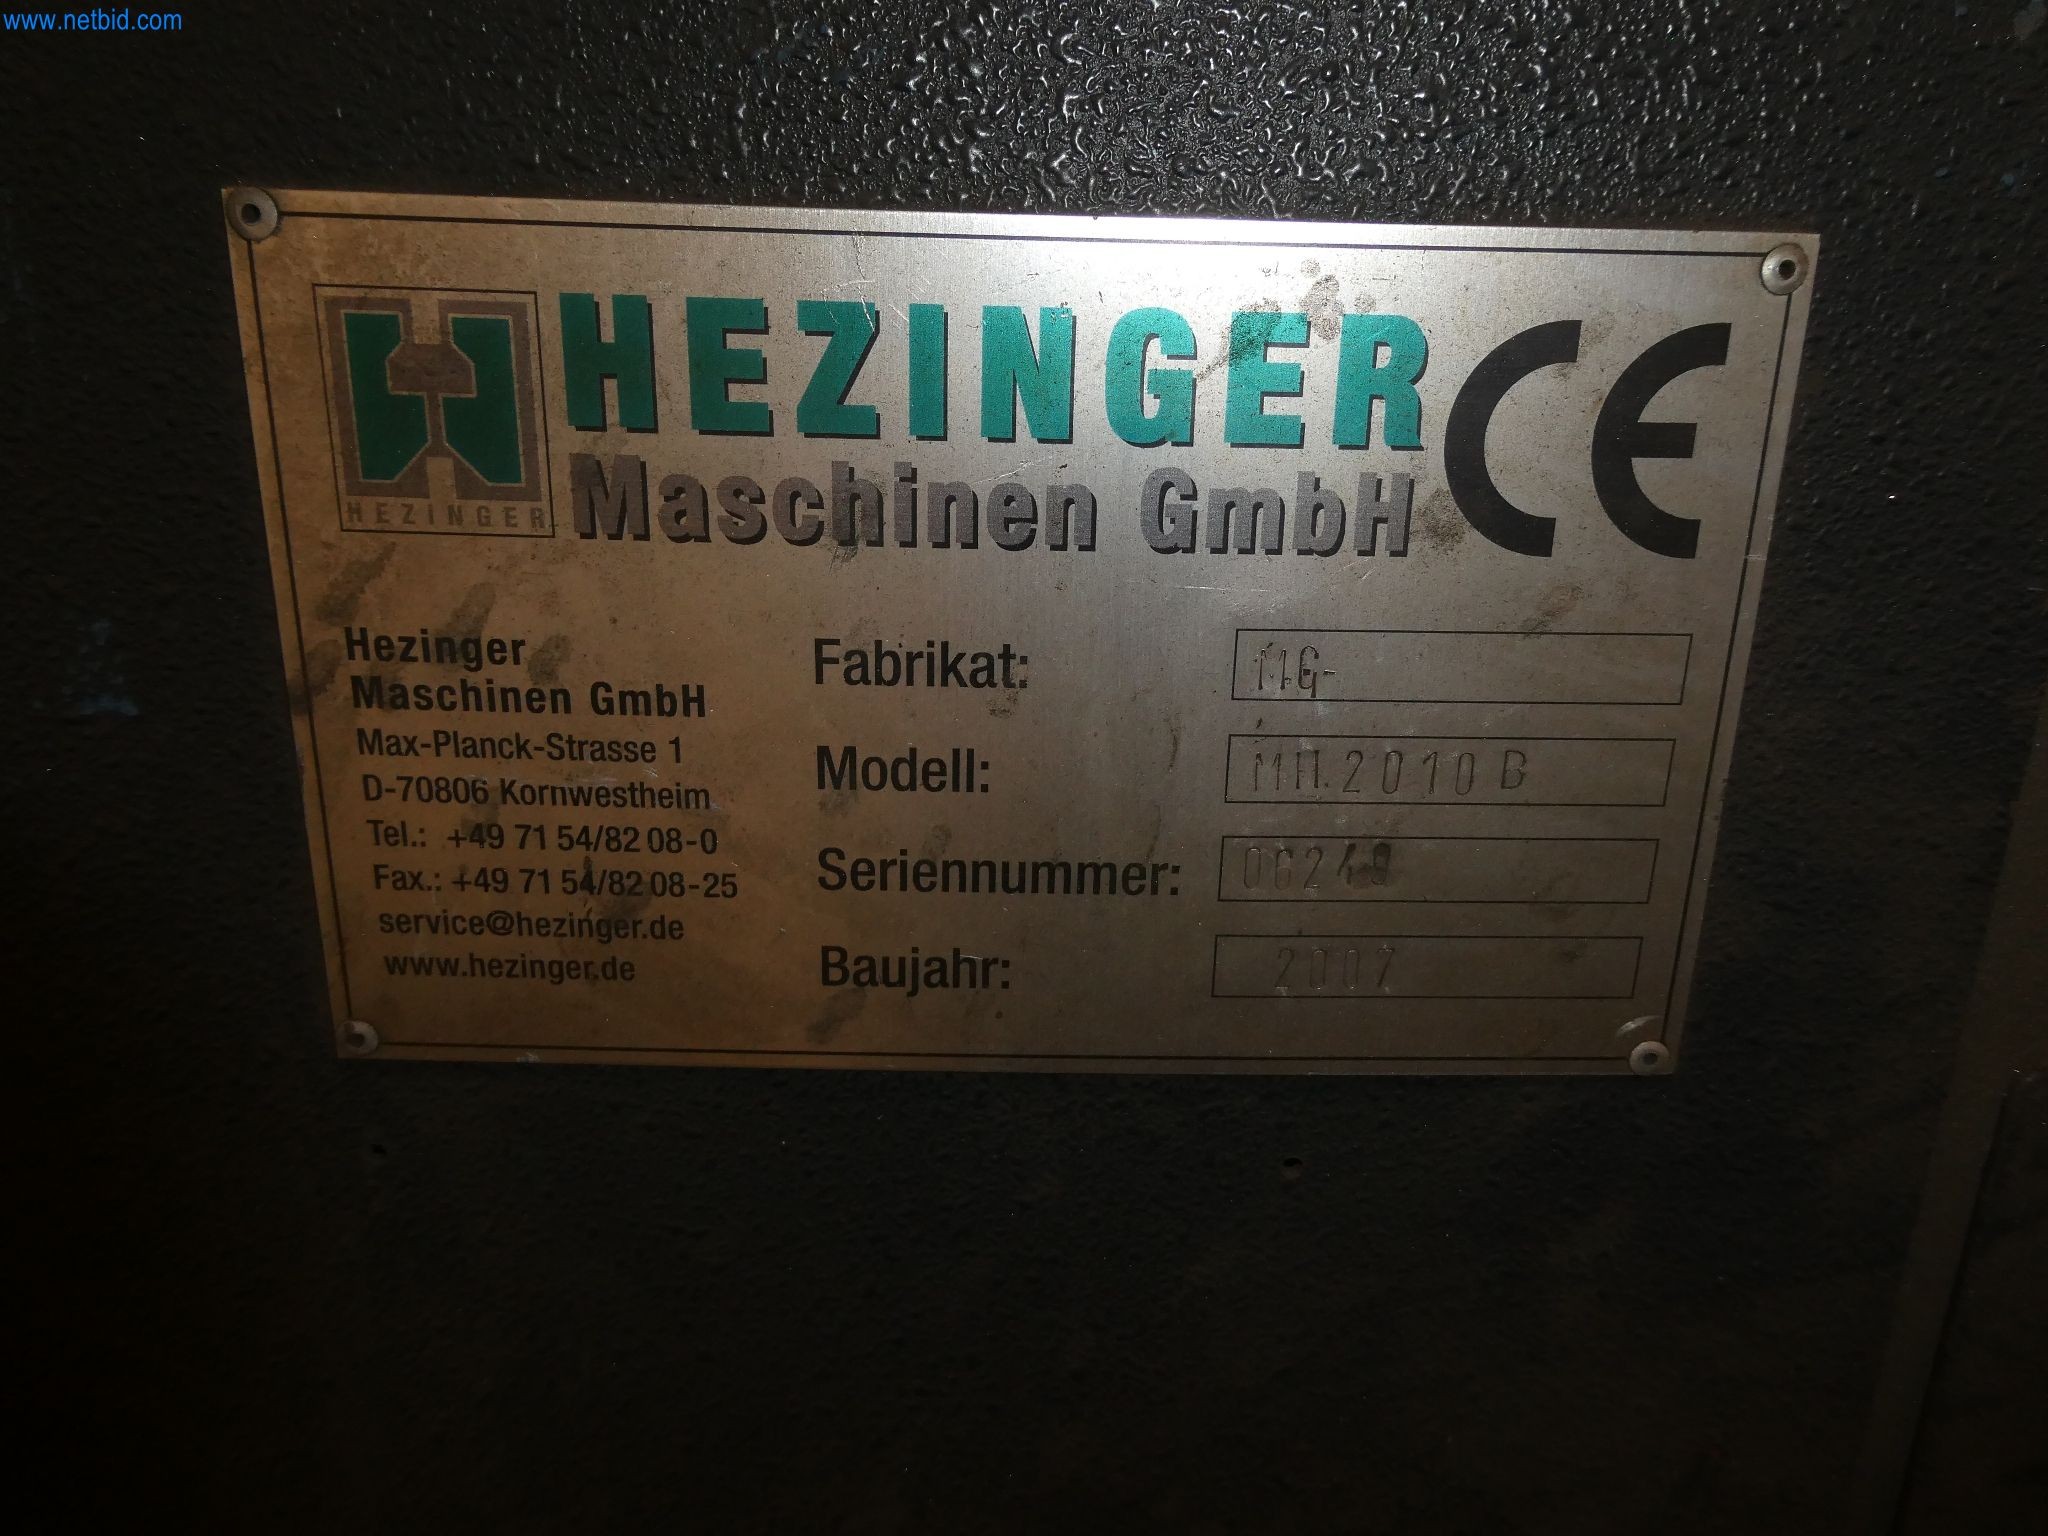 www.netbid.com
HEZINGER
HEZINGER
Maschinen GmbH
CE
Hezinger
Maschinen GmbH
Max-Planck-Strasse 1
D-70806 Kornwestheim
Tel.: +49 71 54/82 08-0
Fax.: +49 71 54/82 08-25
service@hezinger.de
www.hezinger.de
Fabrikat: MG-
Modell: MH.2010B
Seriennummer:
Baujahr: 2007